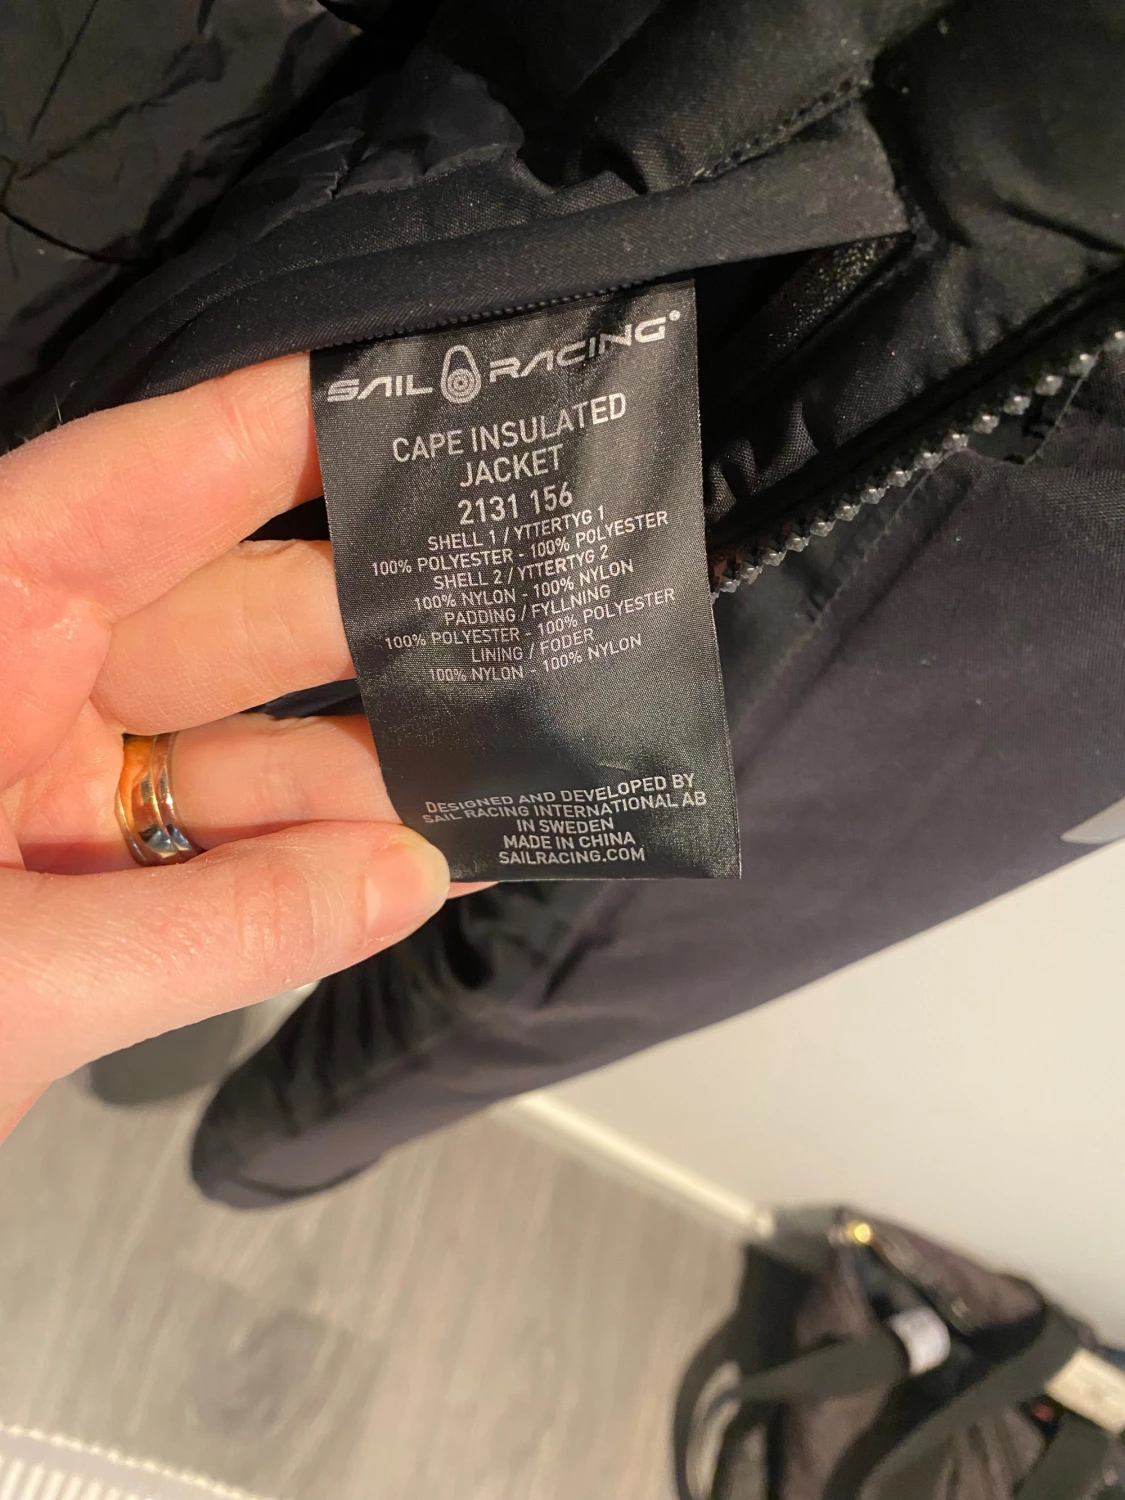 SAIL RACING®
CAPE INSULATED
JACKET
2131 156
SHELL 1 / YTTERTYG 1
100% POLYESTER - 100% POLYESTER
SHELL 2 / YTTERTYG 2
100% NYLON - 100% NYLON
PADDING / FYLLNING
100% POLYESTER - 100% POLYESTER
LINING / FODER
100% NYLON - 100% NYLON
DESIGNED AND DEVELOPED BY
SAIL RACING INTERNATIONAL AB
IN SWEDEN
MADE IN CHINA
SAILRACING.COM